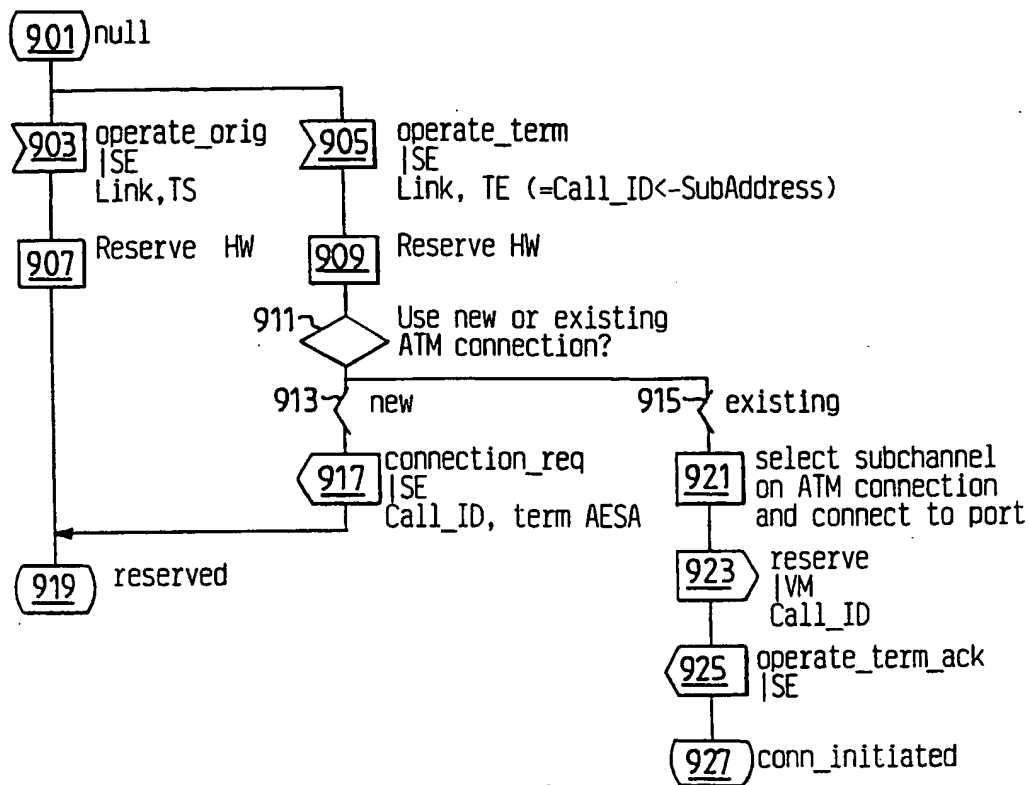 901 null
903 operate_orig
|SE
Link,TS
905 operate_term
|SE
Link, TE (=Call_ID<-SubAddress)
907 Reserve HW
909 Reserve HW
911 Use new or existing
ATM connection?
913 new
915 existing
917 connection_req
|SE
Call_ID, term AESA
921 select subchannel
on ATM connection
and connect to port
919 reserved
923 reserve
|VM
Call_ID
925 operate_term_ack
|SE
927 conn_initiated